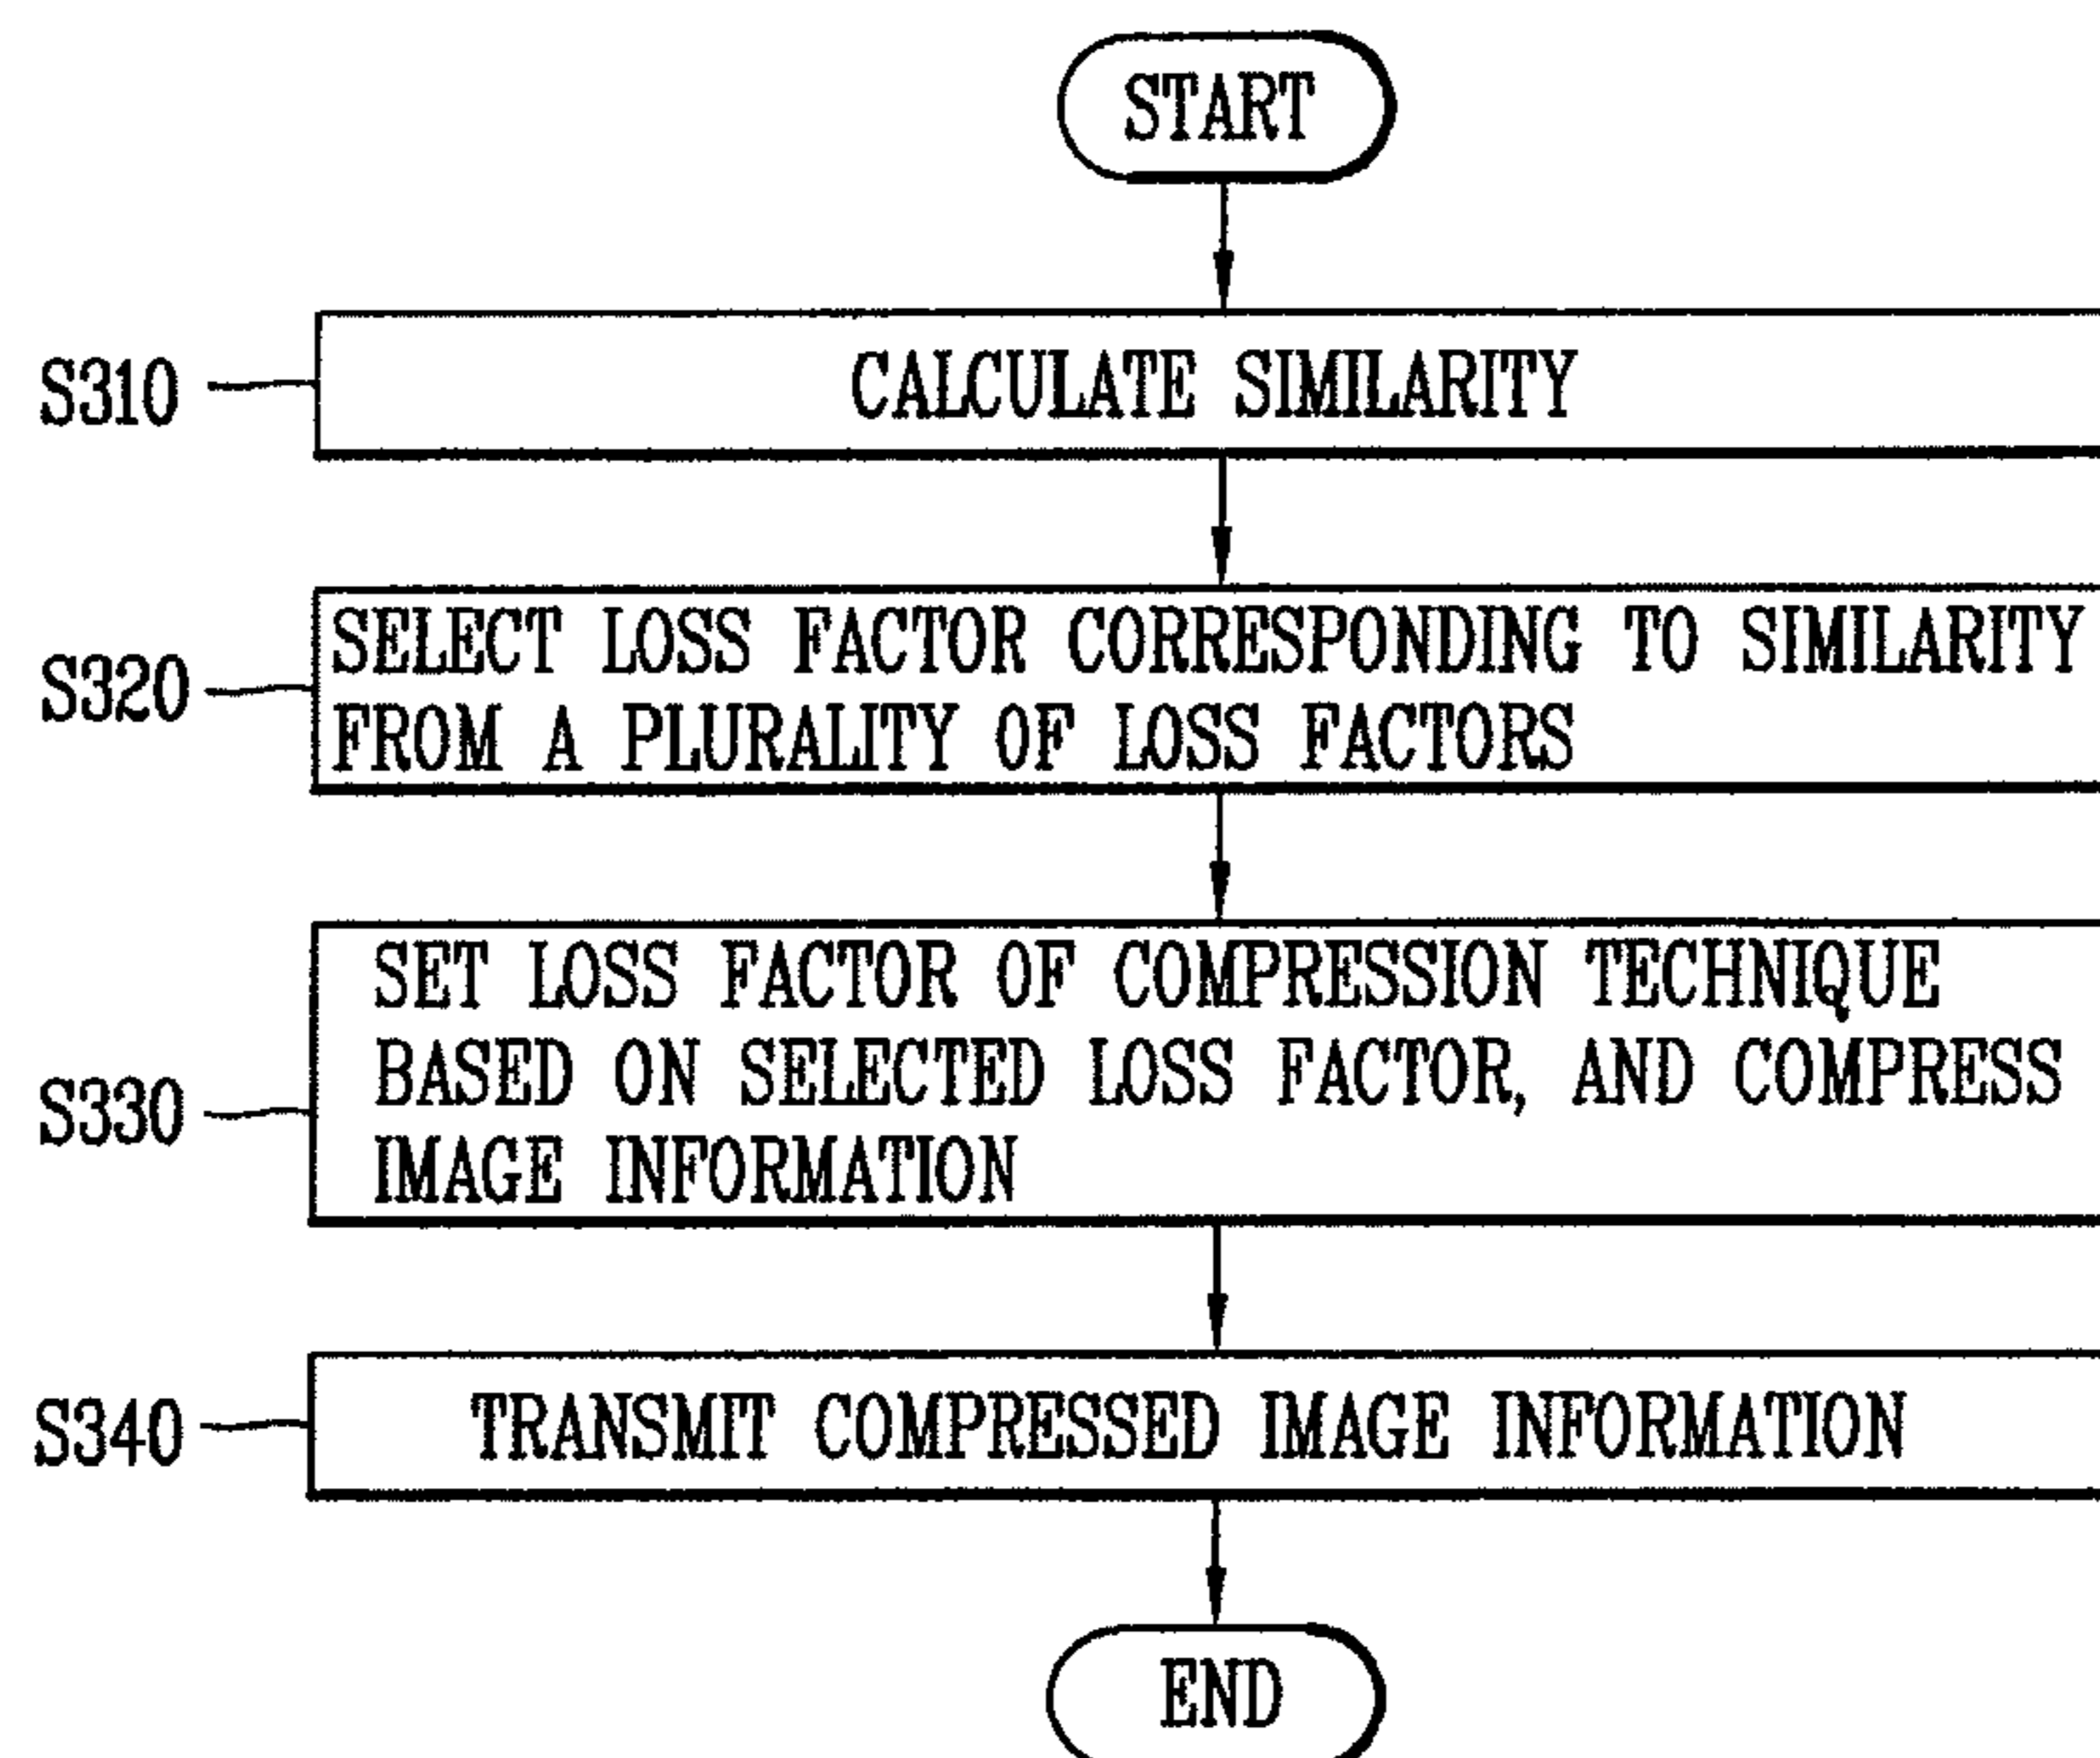 START
S310
CALCULATE SIMILARITY
S320
SELECT LOSS FACTOR CORRESPONDING TO SIMILARITY
FROM A PLURALITY OF LOSS FACTORS
S330
SET LOSS FACTOR OF COMPRESSION TECHNIQUE
BASED ON SELECTED LOSS FACTOR, AND COMPRESS
IMAGE INFORMATION
S340
TRANSMIT COMPRESSED IMAGE INFORMATION
END